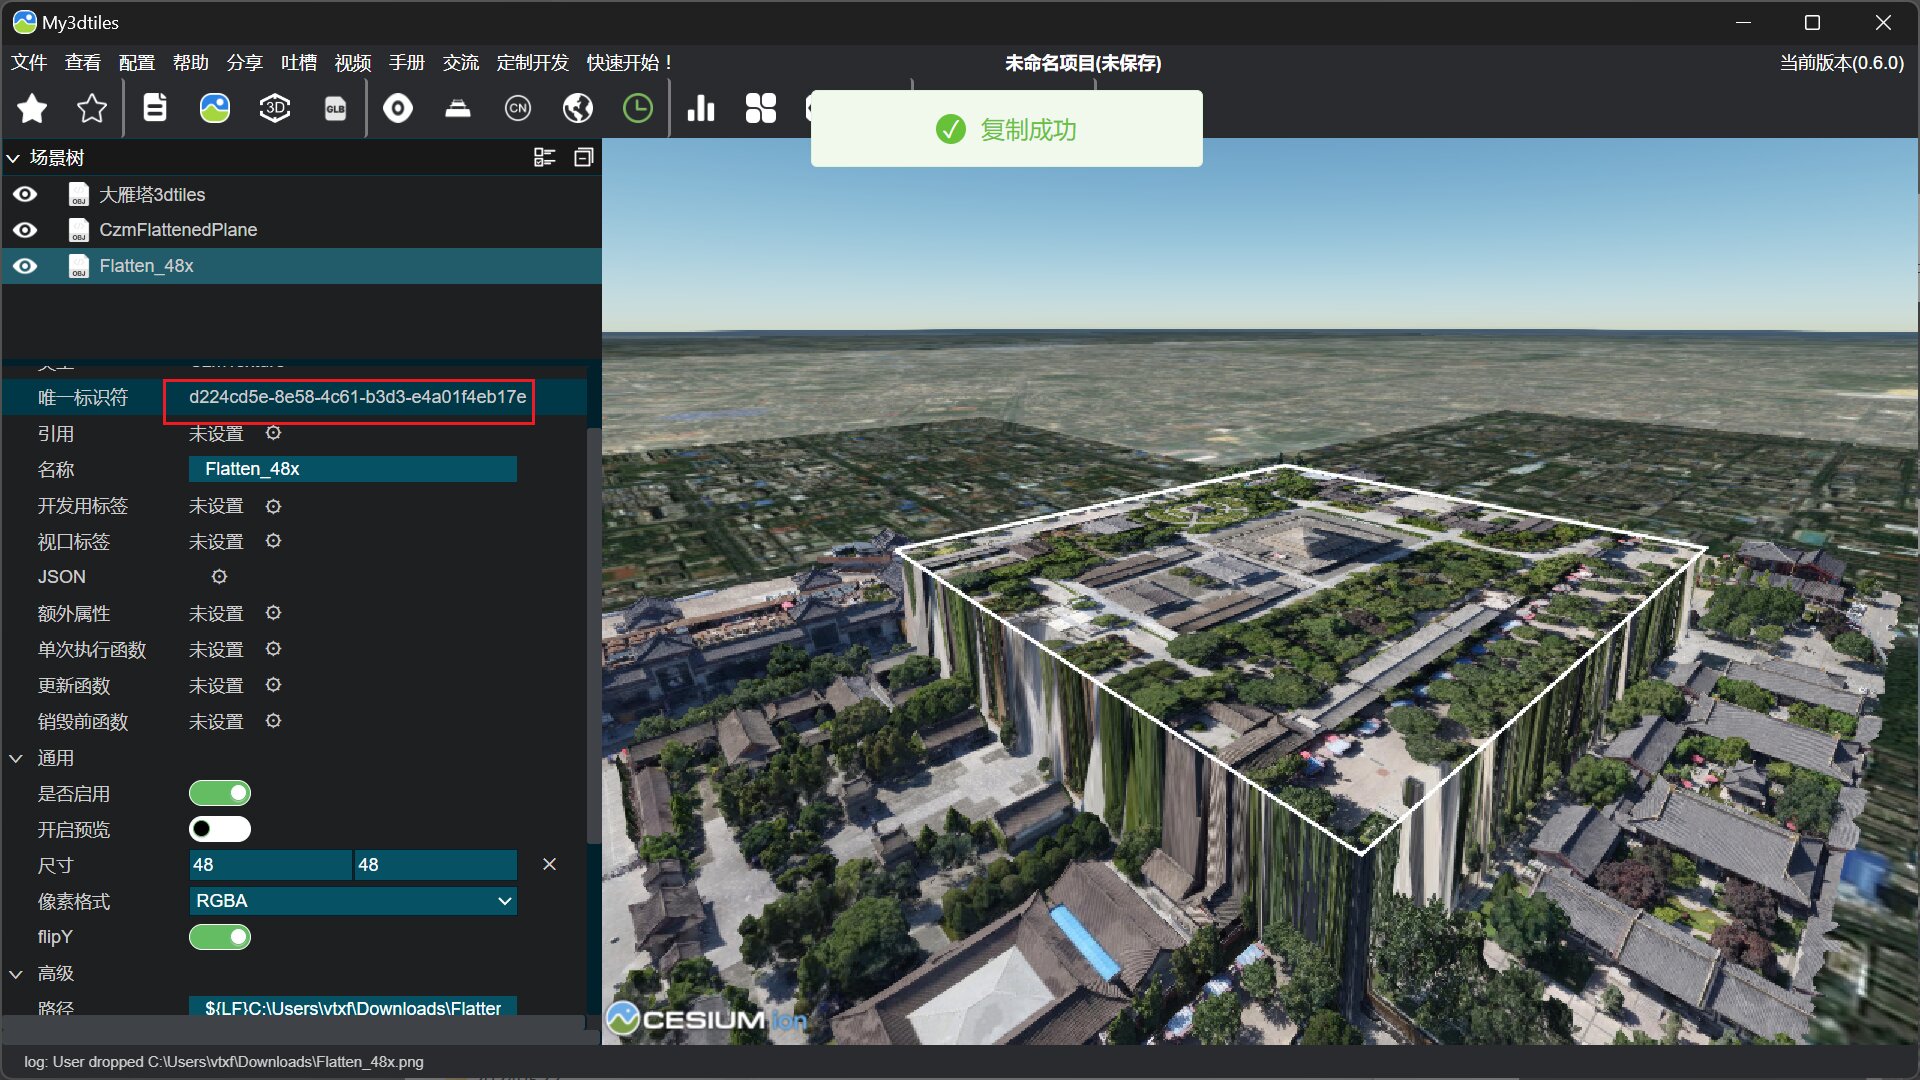 My3dtiles
文件 查看 配置 帮助 分享 吐槽 视频 手册 交流 定制开发 快速开始！
未命名项目(未保存)
当前版本(0.6.0)
3D
GLB
CN
复制成功
场景树
OBJ 大雁塔3dtiles
OBJ CzmFlattenedPlane
OBJ Flatten_48x
唯一标识符 d224cd5e-8e58-4c61-b3d3-e4a01f4eb17e
引用 未设置
名称 Flatten_48x
开发用标签 未设置
视口标签 未设置
JSON
额外属性 未设置
单次执行函数 未设置
更新函数 未设置
销毁前函数 未设置
通用
是否启用
开启预览
尺寸 48 48
像素格式 RGBA
flipY
高级
路径 ${LF}C:\Users\vtxf\Downloads\Flatter
CESIUM ion
log: User dropped C:\Users\vtxf\Downloads\Flatten_48x.png